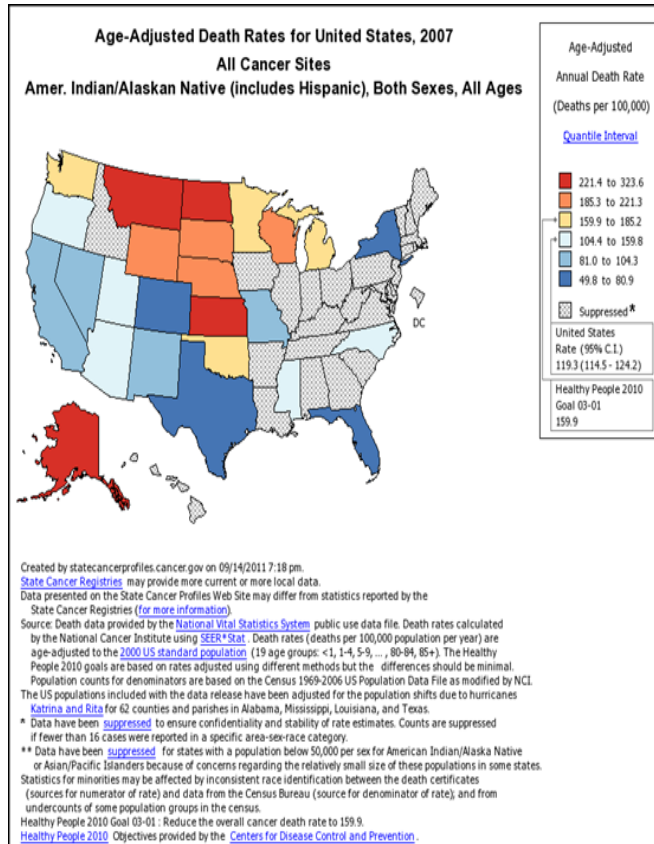 Age-Adjusted Death Rates for United States, 2007
All Cancer Sites
Amer. Indian/Alaskan Native (includes Hispanic), Both Sexes, All Ages
Age-Adjusted
Annual Death Rate
(Deaths per 100,000)
Quantile Interval
221.4 to 323.6
185.3 to 221.3
159.9 to 185.2
104.4 to 159.8
81.0 to 104.3
49.8 to 80.9
Suppressed*
United States
Rate (95% C.I.)
119.3 (114.5 - 124.2)
Healthy People 2010
Goal 03-01
159.9
DC
Created by statecancerprofiles.cancer.gov on 09/14/2011 7:18 pm.
State Cancer Registries may provide more current or more local data.
Data presented on the State Cancer Profiles Web Site may differ from statistics reported by the
State Cancer Registries (for more information).
Source: Death data provided by the National Vital Statistics System public use data file. Death rates calculated
by the National Cancer Institute using SEER*Stat . Death rates (deaths per 100,000 population per year) are
age-adjusted to the 2000 US standard population (19 age groups: <1, 1-4, 5-9, ... , 80-84, 85+). The Healthy
People 2010 goals are based on rates adjusted using different methods but the differences should be minimal.
Population counts for denominators are based on the Census 1969-2006 US Population Data File as modified by NCI.
The US populations included with the data release have been adjusted for the population shifts due to hurricanes
Katrina and Rita for 62 counties and parishes in Alabama, Mississippi, Louisiana, and Texas.
* Data have been suppressed to ensure confidentiality and stability of rate estimates. Counts are suppressed
if fewer than 16 cases were reported in a specific area-sex-race category.
** Data have been suppressed for states with a population below 50,000 per sex for American Indian/Alaska Native
or Asian/Pacific Islanders because of concerns regarding the relatively small size of these populations in some states.
Statistics for minorities may be affected by inconsistent race identification between the death certificates
(sources for numerator of rate) and data from the Census Bureau (source for denominator of rate); and from
undercounts of some population groups in the census.
Healthy People 2010 Goal 03-01 : Reduce the overall cancer death rate to 159.9.
Healthy People 2010 Objectives provided by the Centers for Disease Control and Prevention .